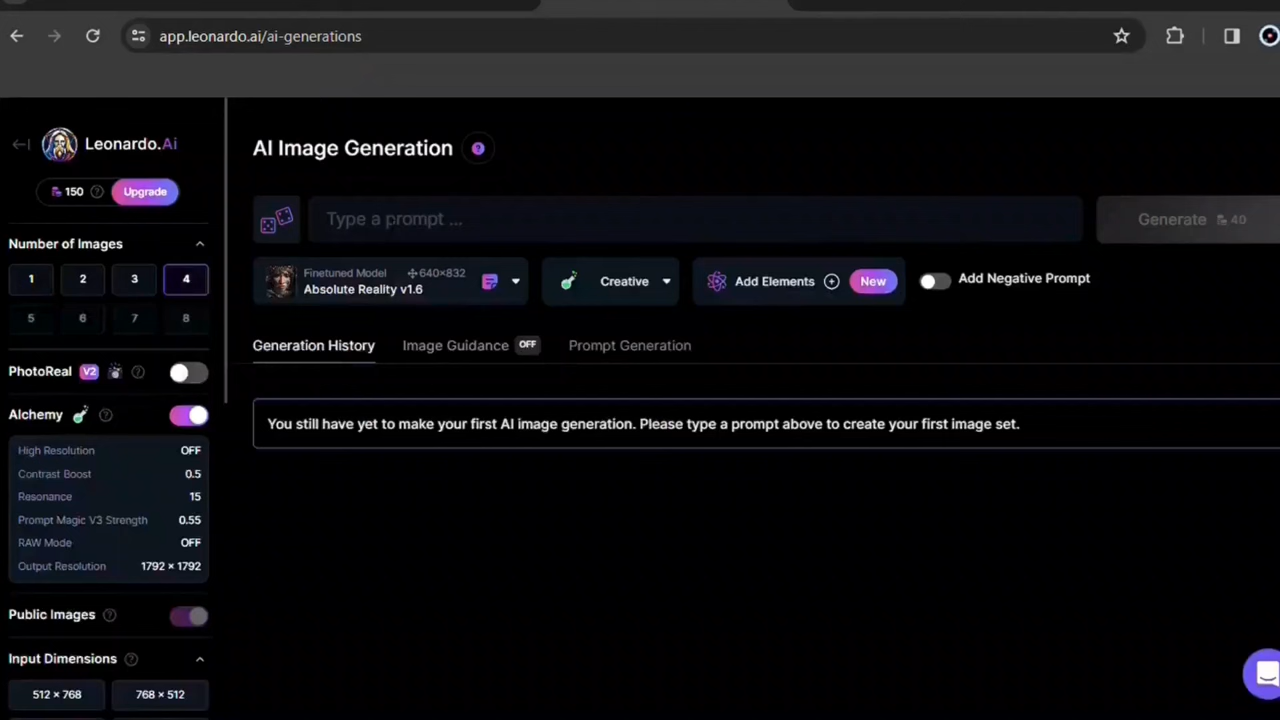 app.leonardo.ai/ai-generations
Leonardo.Ai
150 ? Upgrade
Number of Images
1 2 3 4
5 6 7 8
PhotoReal V2 ?
Alchemy ?
High Resolution OFF
Contrast Boost 0.5
Resonance 15
Prompt Magic V3 Strength 0.55
RAW Mode OFF
Output Resolution 1792 × 1792
Public Images ?
Input Dimensions ?
512 × 768 768 × 512
AI Image Generation ?
Type a prompt ...
Generate 40
Finetuned Model 640×832
Absolute Reality v1.6
Creative
Add Elements New
Add Negative Prompt
Generation History Image Guidance OFF Prompt Generation
You still have yet to make your first AI image generation. Please type a prompt above to create your first image set.